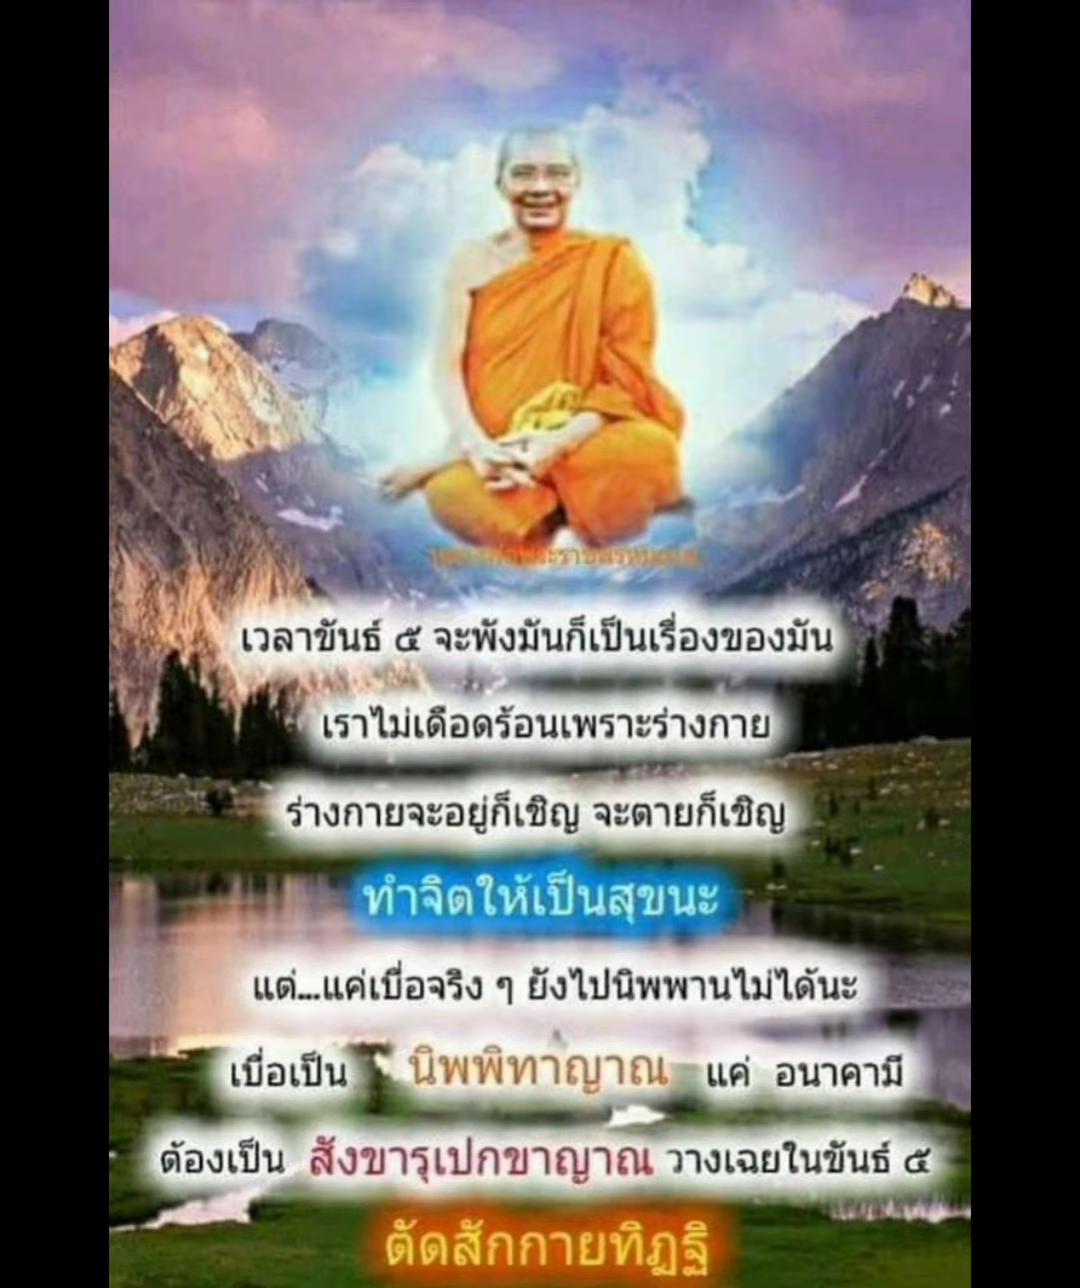 เวลาขันธ์ ๕ จะพังมันก็เป็นเรื่องของมัน
เราไม่เดือดร้อนเพราะร่างกาย
ร่างกายจะอยู่ก็เชิญ จะตายก็เชิญ
ทำจิตให้เป็นสุขนะ
แต่...แค่เบื่อจริง ๆ ยังไปนิพพานไม่ได้นะ
เบื่อเป็น นิพพิทาญาณ แค่ อนาคามี
ต้องเป็น สังขารุเปกขาญาณ วางเฉยในขันธ์ ๕
ตัดสักกายทิฏฐิ